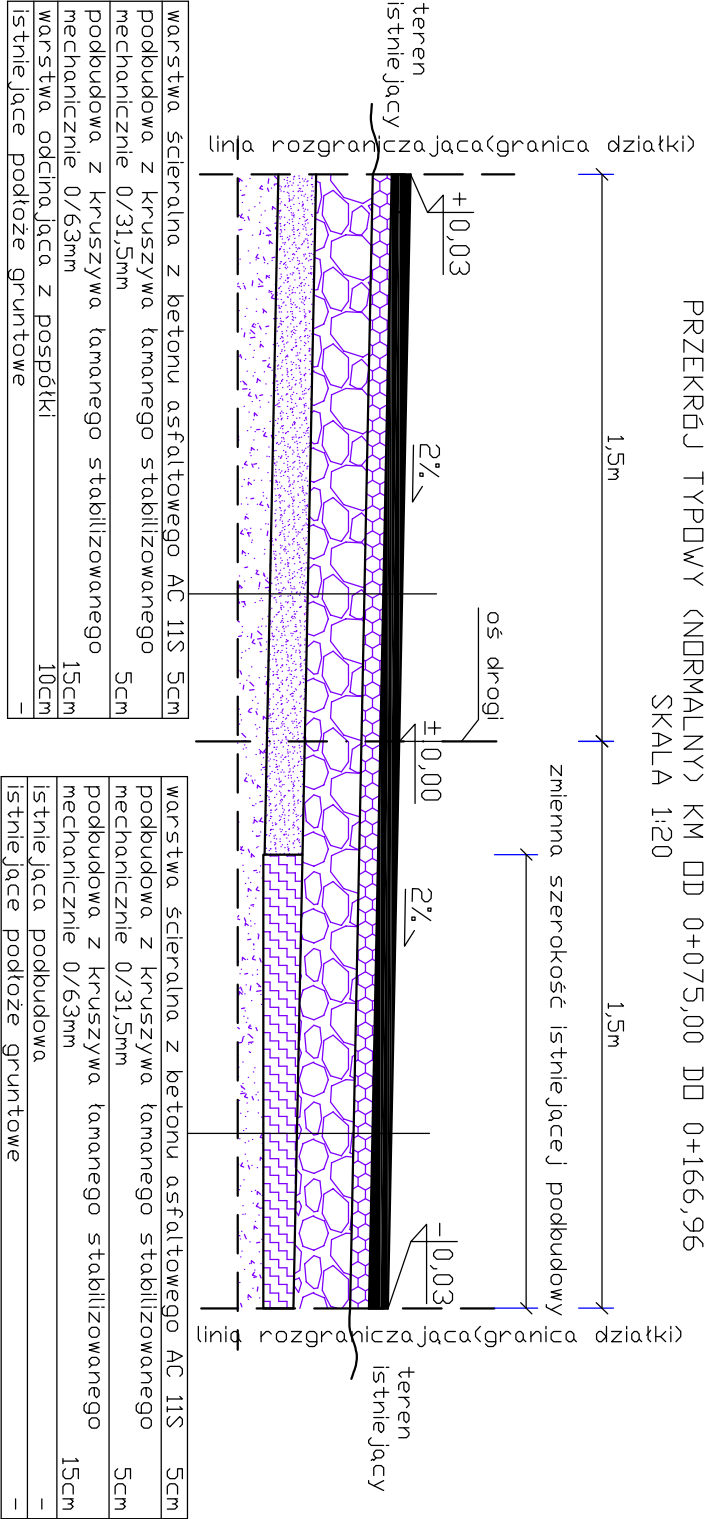 PRZEKRÓJ TYPOWY (NORMALNY) KM OD 0+075,00 DO 0+166,96
SKALA 1:20
1,5m
1,5m
zmienna szerokość istniejącej podbudowy
oś drogi
+0,03
±0,00
-0,03
2%
2%
teren
istniejący
linia rozgraniczająca(granica działki)
teren
istniejący
linia rozgraniczająca(granica działki)
warstwa ścieralna z betonu asfaltowego AC 11S 5cm
podbudowa z kruszywa łamanego stabilizowanego
mechanicznie 0/31,5mm 5cm
podbudowa z kruszywa łamanego stabilizowanego
mechanicznie 0/63mm 15cm
warstwa odcinająca z pospółki 10cm
istniejące podłoże gruntowe -
warstwa ścieralna z betonu asfaltowego AC 11S 5cm
podbudowa z kruszywa łamanego stabilizowanego
mechanicznie 0/31,5mm 5cm
podbudowa z kruszywa łamanego stabilizowanego
mechanicznie 0/63mm 15cm
istniejąca podbudowa -
istniejące podłoże gruntowe -